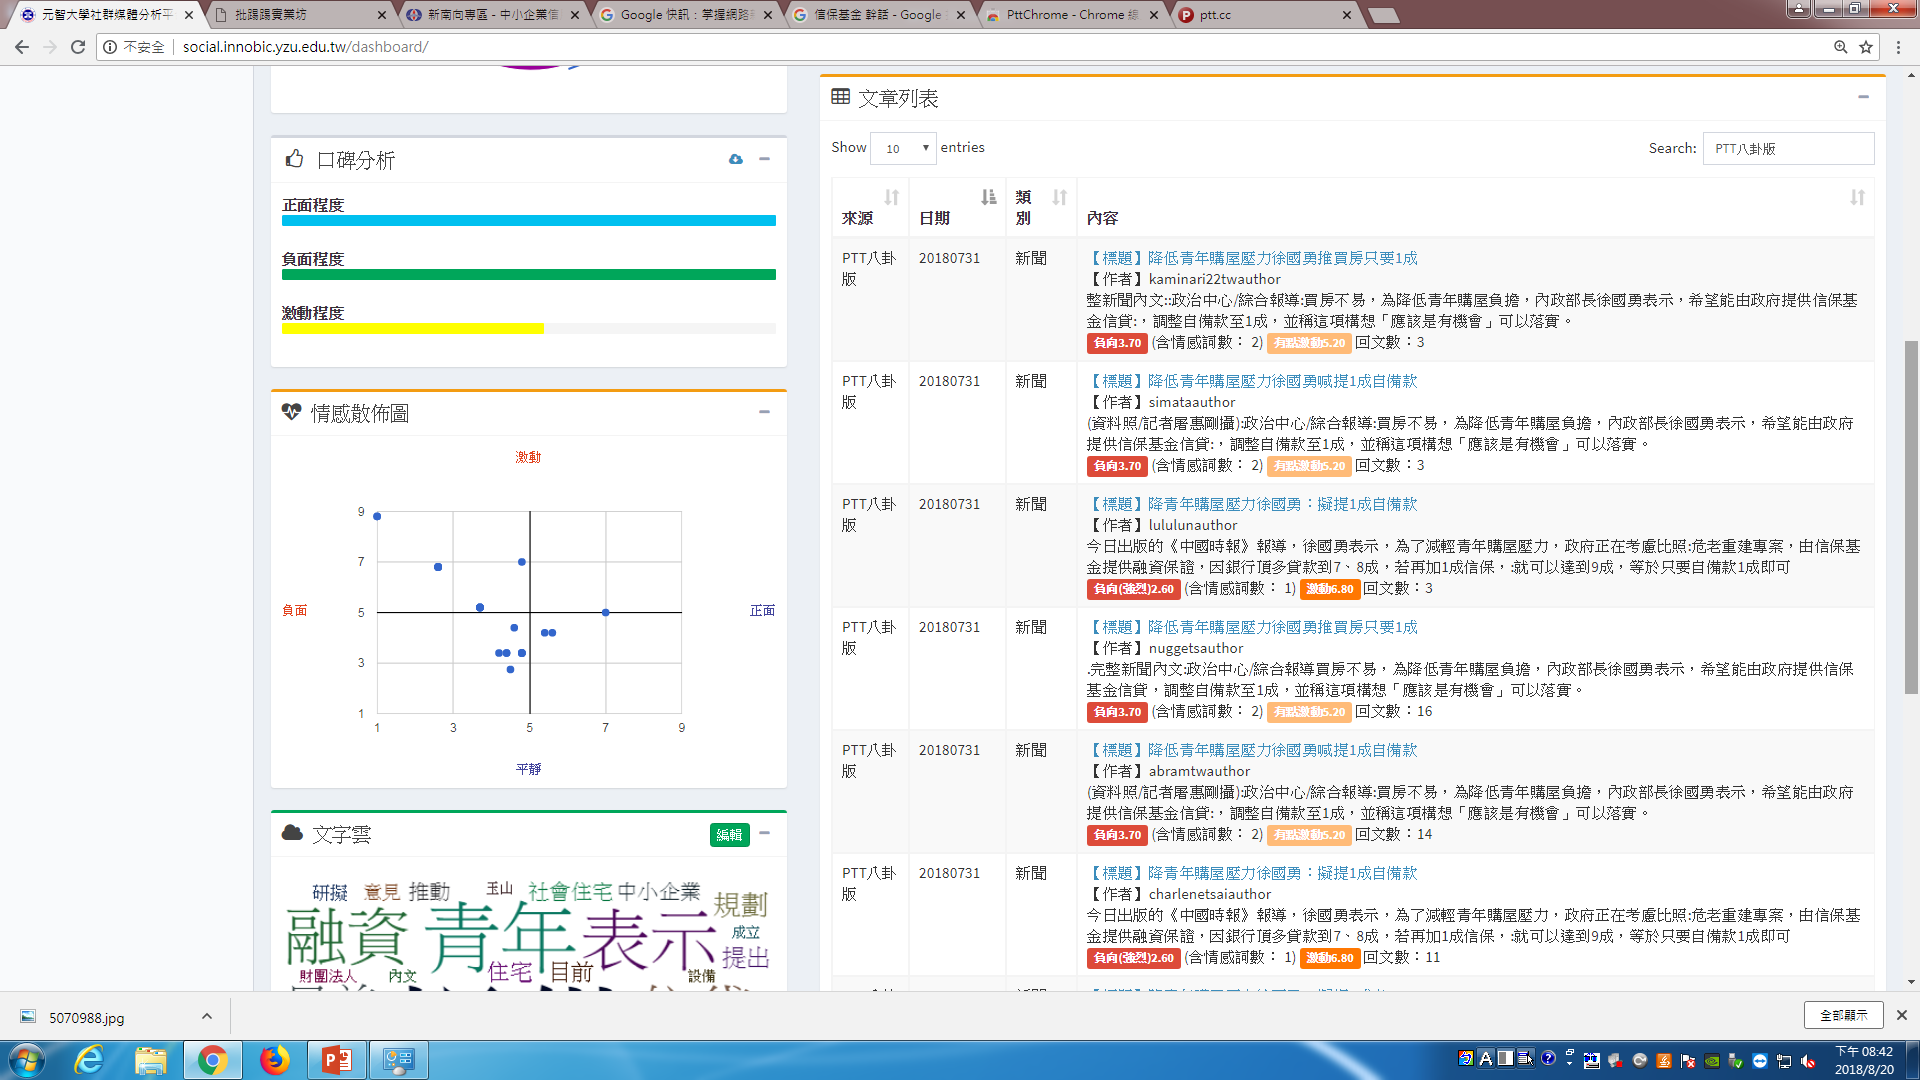 元智大學社群媒體分析平
批踢踢實業坊
新南向專區 - 中小企業信
Google 快訊：掌握網路
信保基金 幹話 - Google
PttChrome - Chrome 線
ptt.cc
不安全
social.innobic.yzu.edu.tw/dashboard/
口碑分析
正面程度
負面程度
激動程度
情感散佈圖
激動
9
7
負面
5
正面
3
1
1 3 5 7 9
平靜
文字雲
編輯
研擬 意見 推動 玉山 社會住宅 中小企業 規劃
融資 青年 表示 成立
提出
財團法人 內文 住宅 目前 設備
文章列表
Show 10 entries
Search: PTT八卦版
來源 日期 類別 內容
PTT八卦版 20180731 新聞
【標題】降低青年購屋壓力徐國勇推買房只要1成
【作者】kaminari22twauthor
整新聞內文::政治中心/綜合報導:買房不易，為降低青年購屋負擔，內政部長徐國勇表示，希望能由政府提供信保基
金信貸:，調整自備款至1成，並稱這項構想「應該是有機會」可以落實。
負向3.70 (含情感詞數： 2) 有點激動5.20 回文數：3
PTT八卦版 20180731 新聞
【標題】降低青年購屋壓力徐國勇喊提1成自備款
【作者】simataauthor
(資料照/記者屠惠剛攝):政治中心/綜合報導:買房不易，為降低青年購屋負擔，內政部長徐國勇表示，希望能由政府
提供信保基金信貸:，調整自備款至1成，並稱這項構想「應該是有機會」可以落實。
負向3.70 (含情感詞數： 2) 有點激動5.20 回文數：3
PTT八卦版 20180731 新聞
【標題】降青年購屋壓力徐國勇：擬提1成自備款
【作者】lululunauthor
今日出版的《中國時報》報導，徐國勇表示，為了減輕青年購屋壓力，政府正在考慮比照:危老重建專案，由信保基
金提供融資保證，因銀行頂多貸款到7、8成，若再加1成信保，:就可以達到9成，等於只要自備款1成即可
負向(強烈)2.60 (含情感詞數： 1) 激動6.80 回文數：3
PTT八卦版 20180731 新聞
【標題】降低青年購屋壓力徐國勇推買房只要1成
【作者】nuggetsauthor
.完整新聞內文:政治中心/綜合報導買房不易，為降低青年購屋負擔，內政部長徐國勇表示，希望能由政府提供信保
基金信貸，調整自備款至1成，並稱這項構想「應該是有機會」可以落實。
負向3.70 (含情感詞數： 2) 有點激動5.20 回文數：16
PTT八卦版 20180731 新聞
【標題】降低青年購屋壓力徐國勇喊提1成自備款
【作者】abramtwauthor
(資料照/記者屠惠剛攝):政治中心/綜合報導:買房不易，為降低青年購屋負擔，內政部長徐國勇表示，希望能由政府
提供信保基金信貸:，調整自備款至1成，並稱這項構想「應該是有機會」可以落實。
負向3.70 (含情感詞數： 2) 有點激動5.20 回文數：14
PTT八卦版 20180731 新聞
【標題】降青年購屋壓力徐國勇：擬提1成自備款
【作者】charlenetsaiauthor
今日出版的《中國時報》報導，徐國勇表示，為了減輕青年購屋壓力，政府正在考慮比照:危老重建專案，由信保基
金提供融資保證，因銀行頂多貸款到7、8成，若再加1成信保，:就可以達到9成，等於只要自備款1成即可
負向(強烈)2.60 (含情感詞數： 1) 激動6.80 回文數：11
5070988.jpg
全部顯示
下午 08:42
2018/8/20